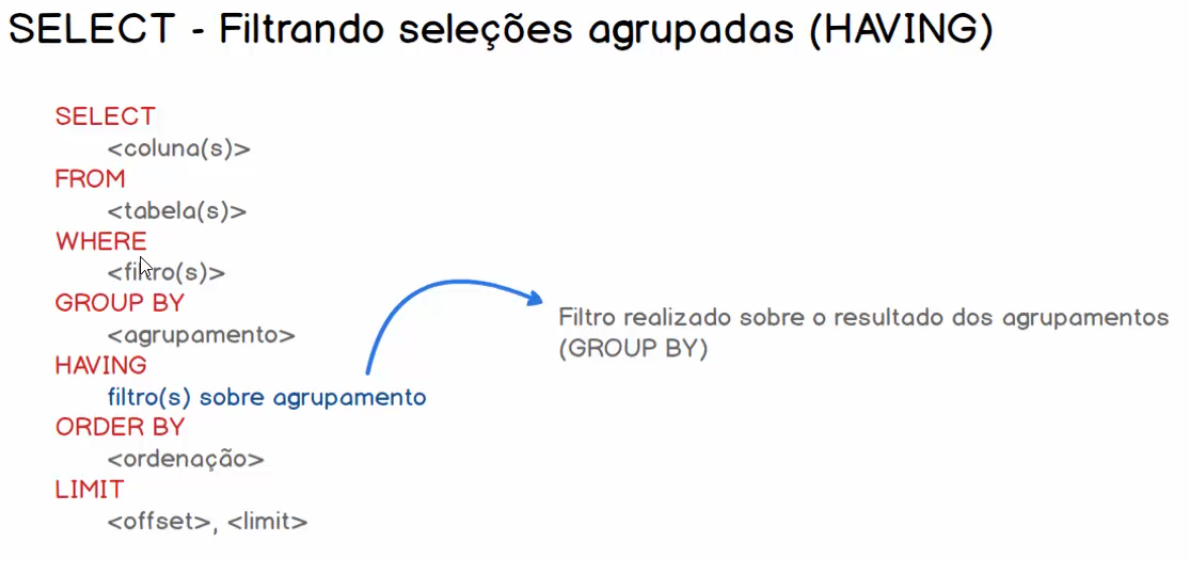 SELECT - Filtrando seleções agrupadas (HAVING)
SELECT
<coluna(s)>
FROM
<tabela(s)>
WHERE
<filtro(s)>
GROUP BY
<agrupamento>
HAVING
filtro(s) sobre agrupamento
ORDER BY
<ordenação>
LIMIT
<offset>, <limit>
Filtro realizado sobre o resultado dos agrupamentos
(GROUP BY)